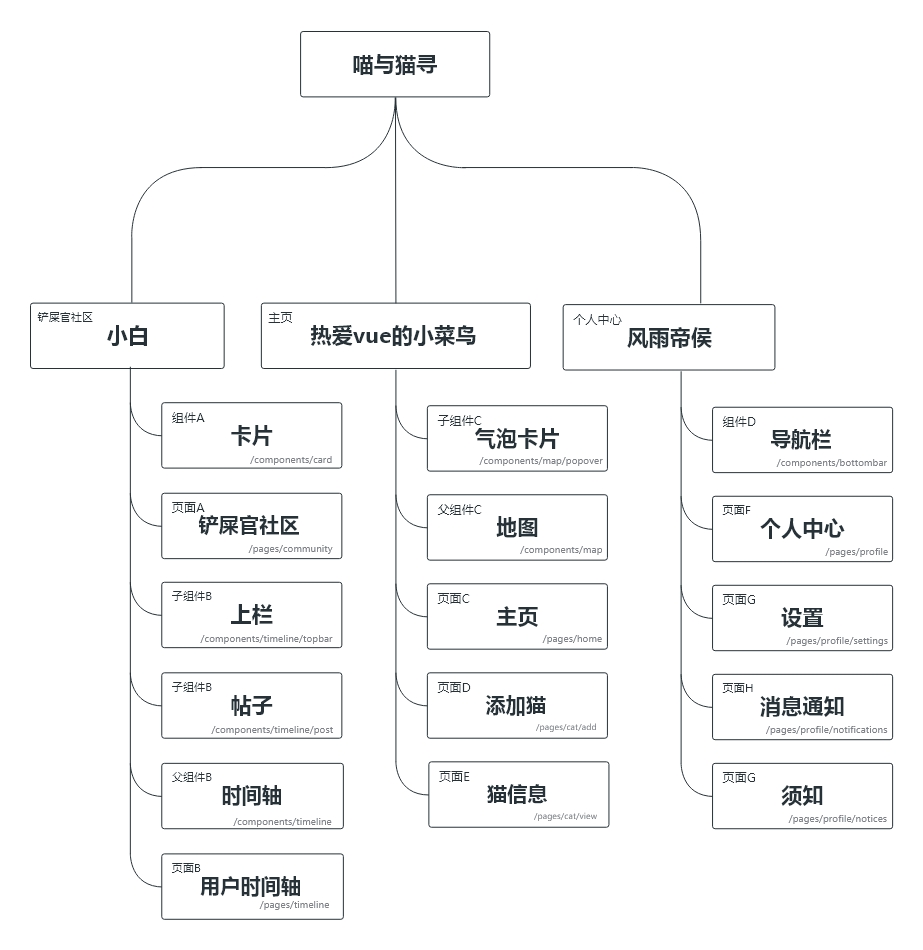 喵与猫寻
铲屎官社区
小白
组件A
卡片
/components/card
页面A
铲屎官社区
/pages/community
子组件B
上栏
/components/timeline/topbar
子组件B
帖子
/components/timeline/post
父组件B
时间轴
/components/timeline
页面B
用户时间轴
/pages/timeline
主页
热爱vue的小菜鸟
子组件C
气泡卡片
/components/map/popover
父组件C
地图
/components/map
页面C
主页
/pages/home
页面D
添加猫
/pages/cat/add
页面E
猫信息
/pages/cat/view
个人中心
风雨帝侯
组件D
导航栏
/components/bottombar
页面F
个人中心
/pages/profile
页面G
设置
/pages/profile/settings
页面H
消息通知
/pages/profile/notifications
页面G
须知
/pages/profile/notices